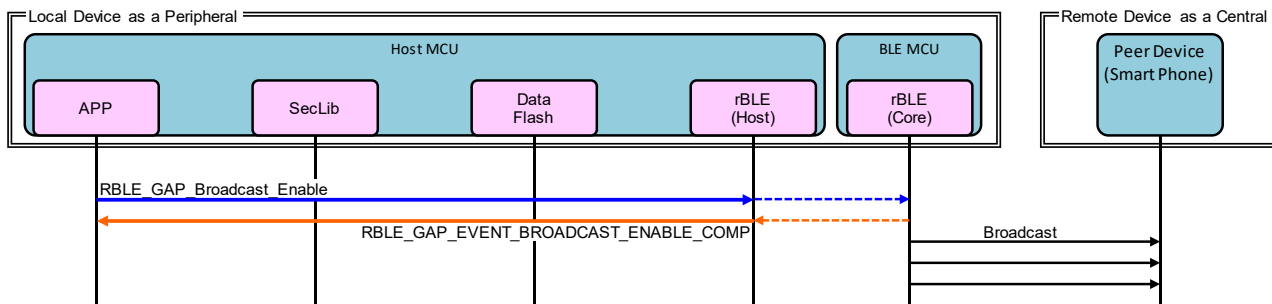 Local Device as a Peripheral
Remote Device as a Central
Host MCU
BLE MCU
Peer Device
(Smart Phone)
APP
SecLib
Data
Flash
rBLE
(Host)
rBLE
(Core)
RBLE_GAP_Broadcast_Enable
RBLE_GAP_EVENT_BROADCAST_ENABLE_COMP
Broadcast